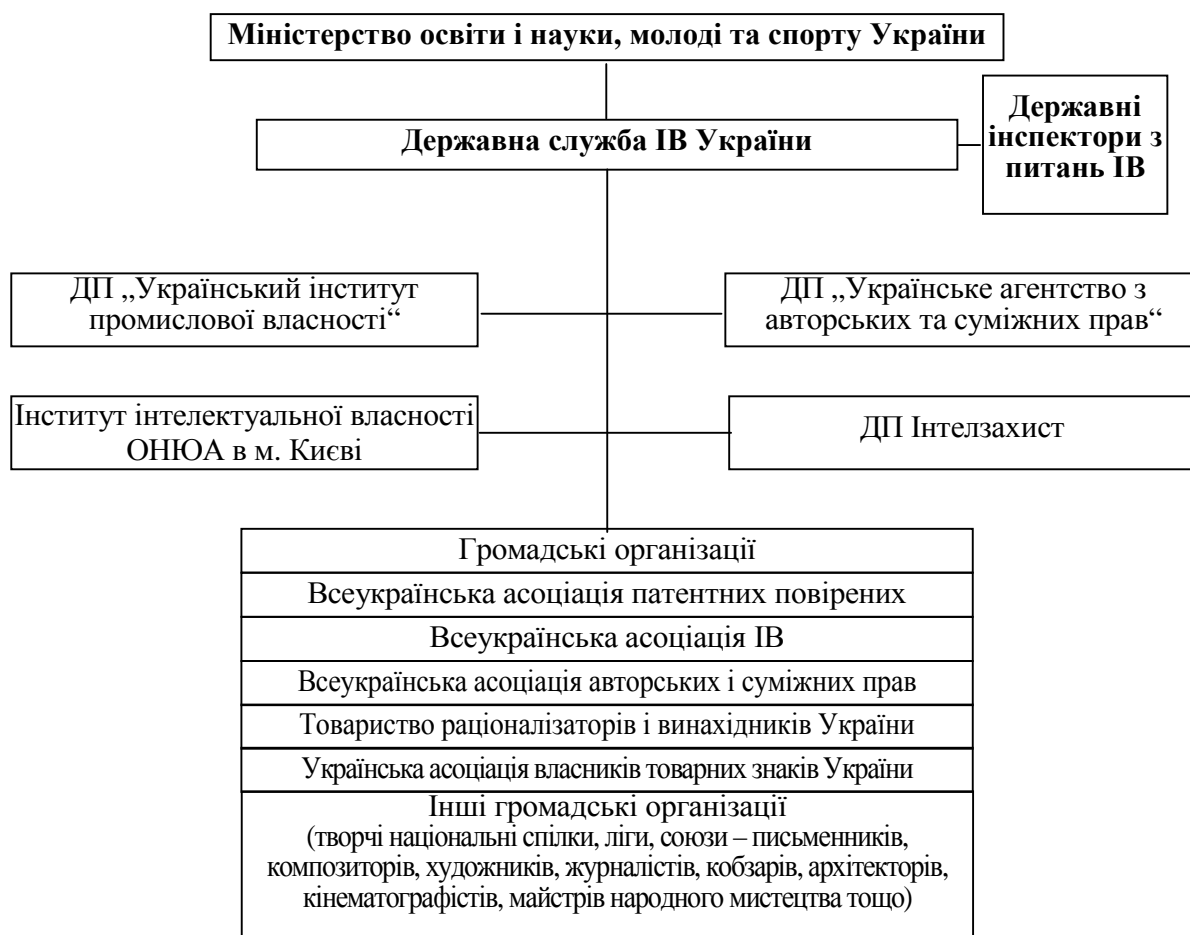 Міністерство освіти і науки, молоді та спорту України
Державна служба ІВ України
Державні
інспектори з
питань ІВ
ДП „Український інститут
промислової власності“
ДП „Українське агентство з
авторських та суміжних прав“
Інститут інтелектуальної власності
ОНЮА в м. Києві
ДП Інтелзахист
Громадські організації
Всеукраїнська асоціація патентних повірених
Всеукраїнська асоціація ІВ
Всеукраїнська асоціація авторських і суміжних прав
Товариство раціоналізаторів і винахідників України
Українська асоціація власників товарних знаків України
Інші громадські організації
(творчі національні спілки, ліги, союзи – письменників,
композиторів, художників, журналістів, кобзарів, архітекторів,
кінематографістів, майстрів народного мистецтва тощо)